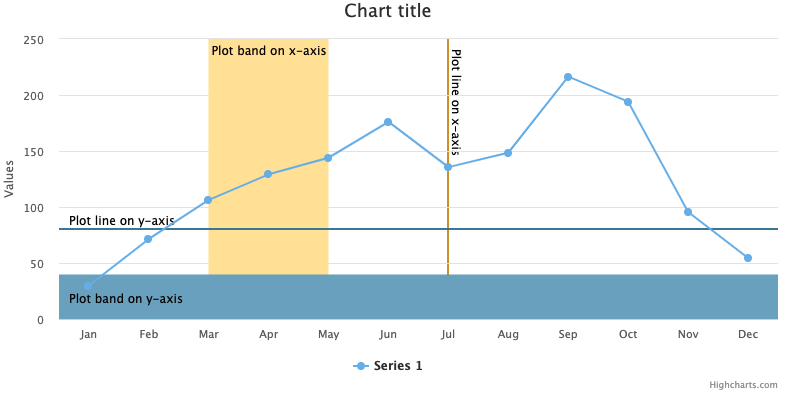 Chart title
Values
250
200
150
100
50
0
Plot band on x-axis
Plot line on x-axis
Plot line on y-axis
Plot band on y-axis
Jan Feb Mar Apr May Jun Jul Aug Sep Oct Nov Dec
Series 1
Highcharts.com